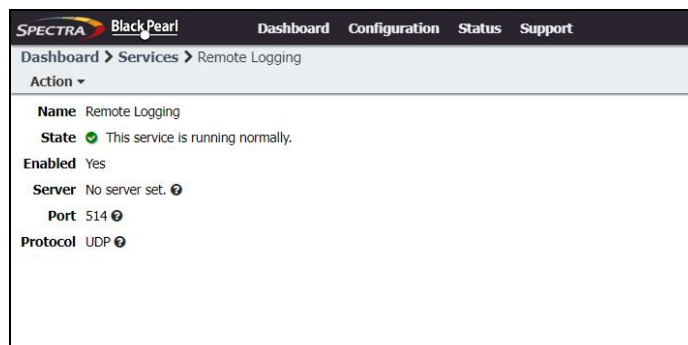 SPECTRA BlackPearl Dashboard Configuration Status Support
Dashboard > Services > Remote Logging
Action
Name Remote Logging
State This service is running normally.
Enabled Yes
Server No server set. ?
Port 514 ?
Protocol UDP ?